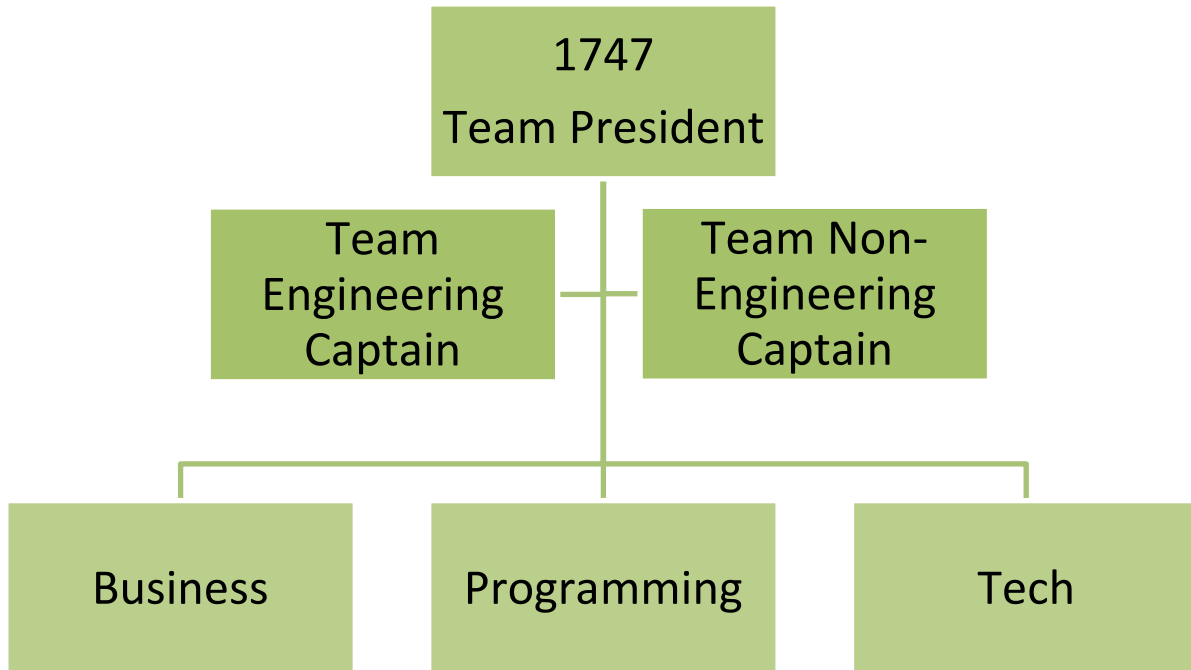 1747
Team President
Team
Engineering
Captain
Team Non-
Engineering
Captain
Business
Programming
Tech